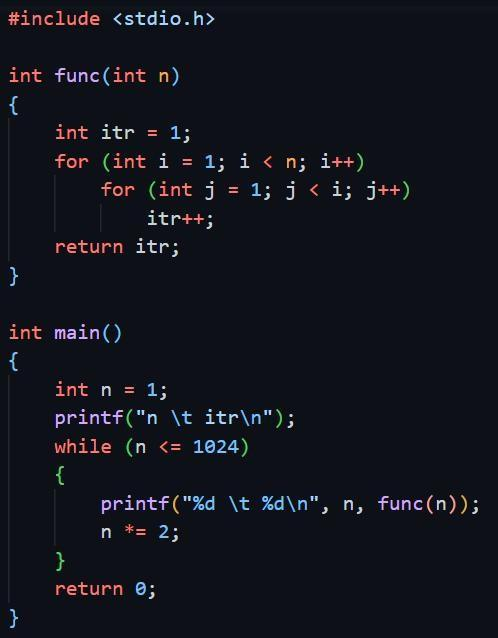 #include <stdio.h>

int func(int n)
{
    int itr = 1;
    for (int i = 1; i < n; i++)
        for (int j = 1; j < i; j++)
            itr++;
    return itr;
}

int main()
{
    int n = 1;
    printf("n \t itr\n");
    while (n <= 1024)
    {
        printf("%d \t %d\n", n, func(n));
        n *= 2;
    }
    return 0;
}